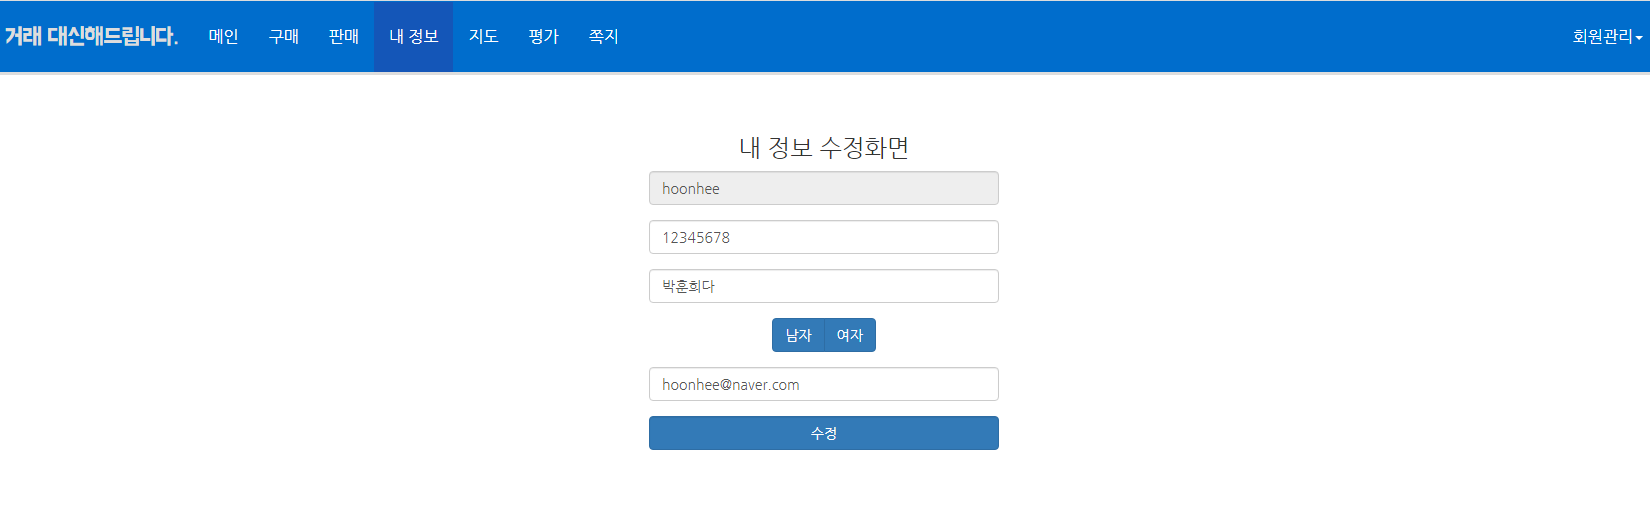 거래 대신해드립니다. 메인 구매 판매 내 정보 지도 평가 쪽지 회원관리
내 정보 수정화면
hoonhee
12345678
박훈희다
남자 여자
hoonhee@naver.com
수정